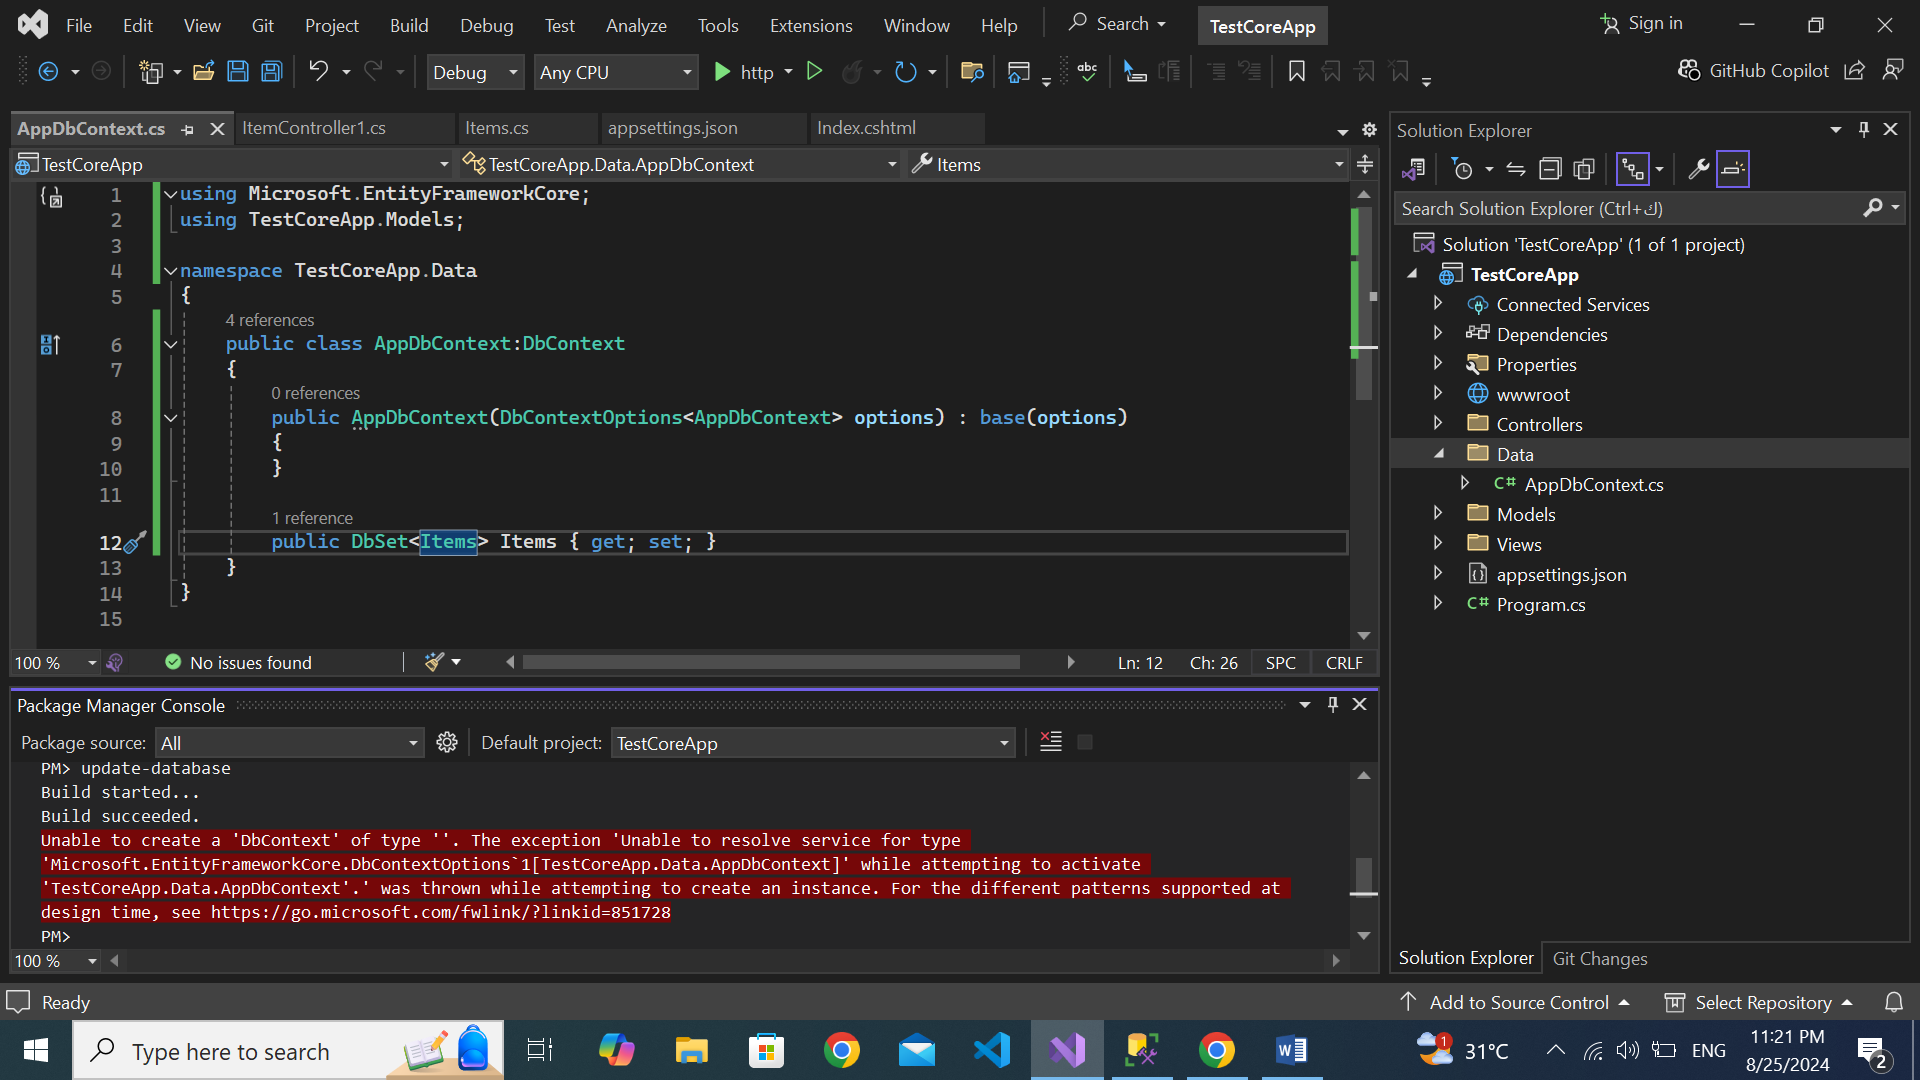 File Edit View Git Project Build Debug Test Analyze Tools Extensions Window Help Search TestCoreApp Sign in
Debug Any CPU http abc GitHub Copilot
AppDbContext.cs ItemController1.cs Items.cs appsettings.json Index.cshtml
TestCoreApp TestCoreApp.Data.AppDbContext Items
1 using Microsoft.EntityFrameworkCore;
2 using TestCoreApp.Models;
3
4 namespace TestCoreApp.Data
5 {
4 references
6 public class AppDbContext:DbContext
7 {
0 references
8 public AppDbContext(DbContextOptions<AppDbContext> options) : base(options)
9 {
10 }
11
1 reference
12 public DbSet<Items> Items { get; set; }
13 }
14 }
15
100 % No issues found Ln: 12 Ch: 26 SPC CRLF
Package Manager Console
Package source: All Default project: TestCoreApp
PM> update-database
Build started...
Build succeeded.
Unable to create a 'DbContext' of type ''. The exception 'Unable to resolve service for type
'Microsoft.EntityFrameworkCore.DbContextOptions`1[TestCoreApp.Data.AppDbContext]' while attempting to activate
'TestCoreApp.Data.AppDbContext'.' was thrown while attempting to create an instance. For the different patterns supported at
design time, see https://go.microsoft.com/fwlink/?linkid=851728
PM>
100 %
Solution Explorer
Search Solution Explorer (Ctrl+ك)
Solution 'TestCoreApp' (1 of 1 project)
TestCoreApp
Connected Services
Dependencies
Properties
wwwroot
Controllers
Data
C# AppDbContext.cs
Models
Views
appsettings.json
C# Program.cs
Solution Explorer Git Changes
Ready Add to Source Control Select Repository
Type here to search 1 31°C ENG 11:21 PM
8/25/2024 2